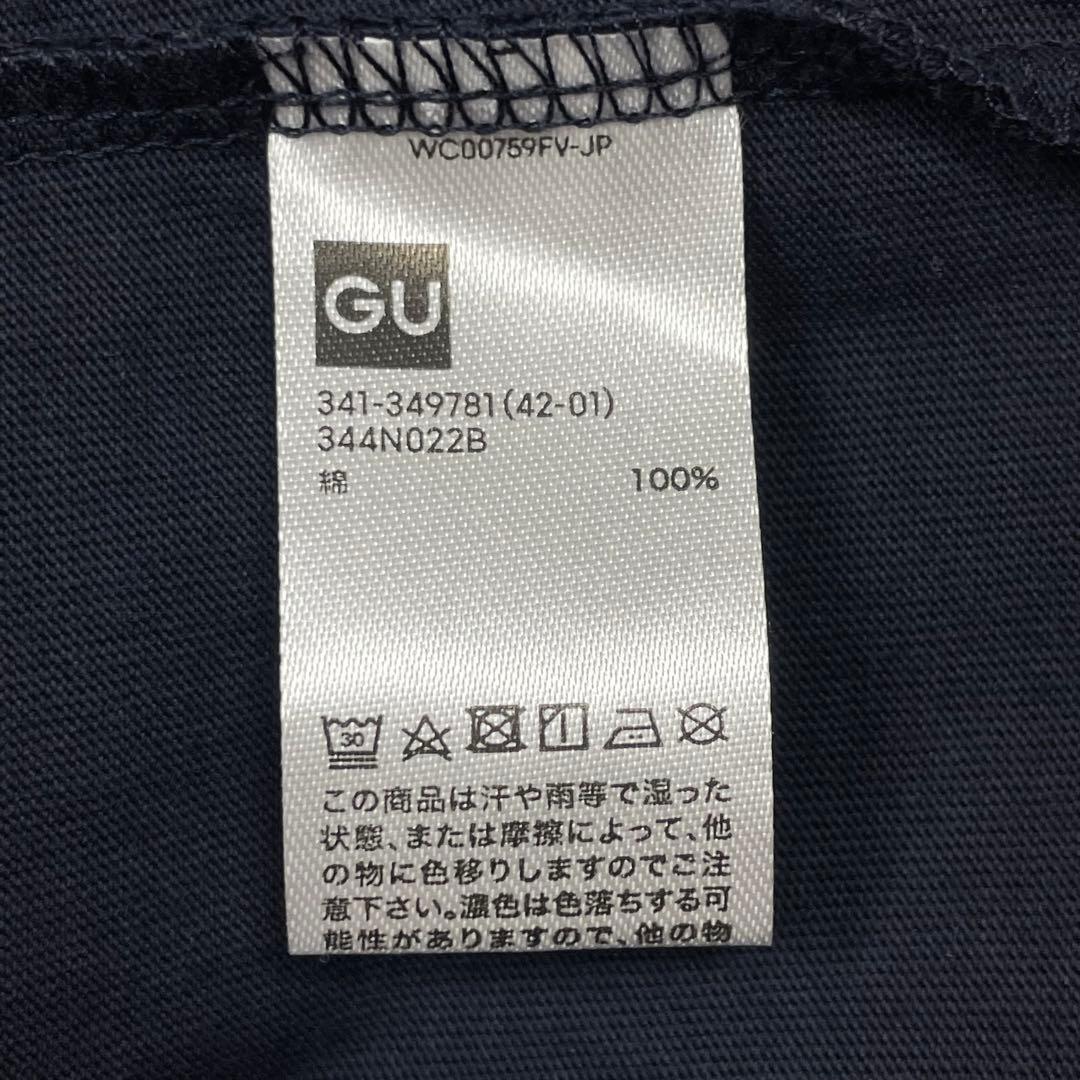 WC00759FV-JP
GU
341-349781(42-01)
344N022B
綿 100%
30
この商品は汗や雨等で湿った
状態、または摩擦によって、他
の物に色移りしますのでご注
意下さい。濃色は色落ちする可
能性がありますので、他の物